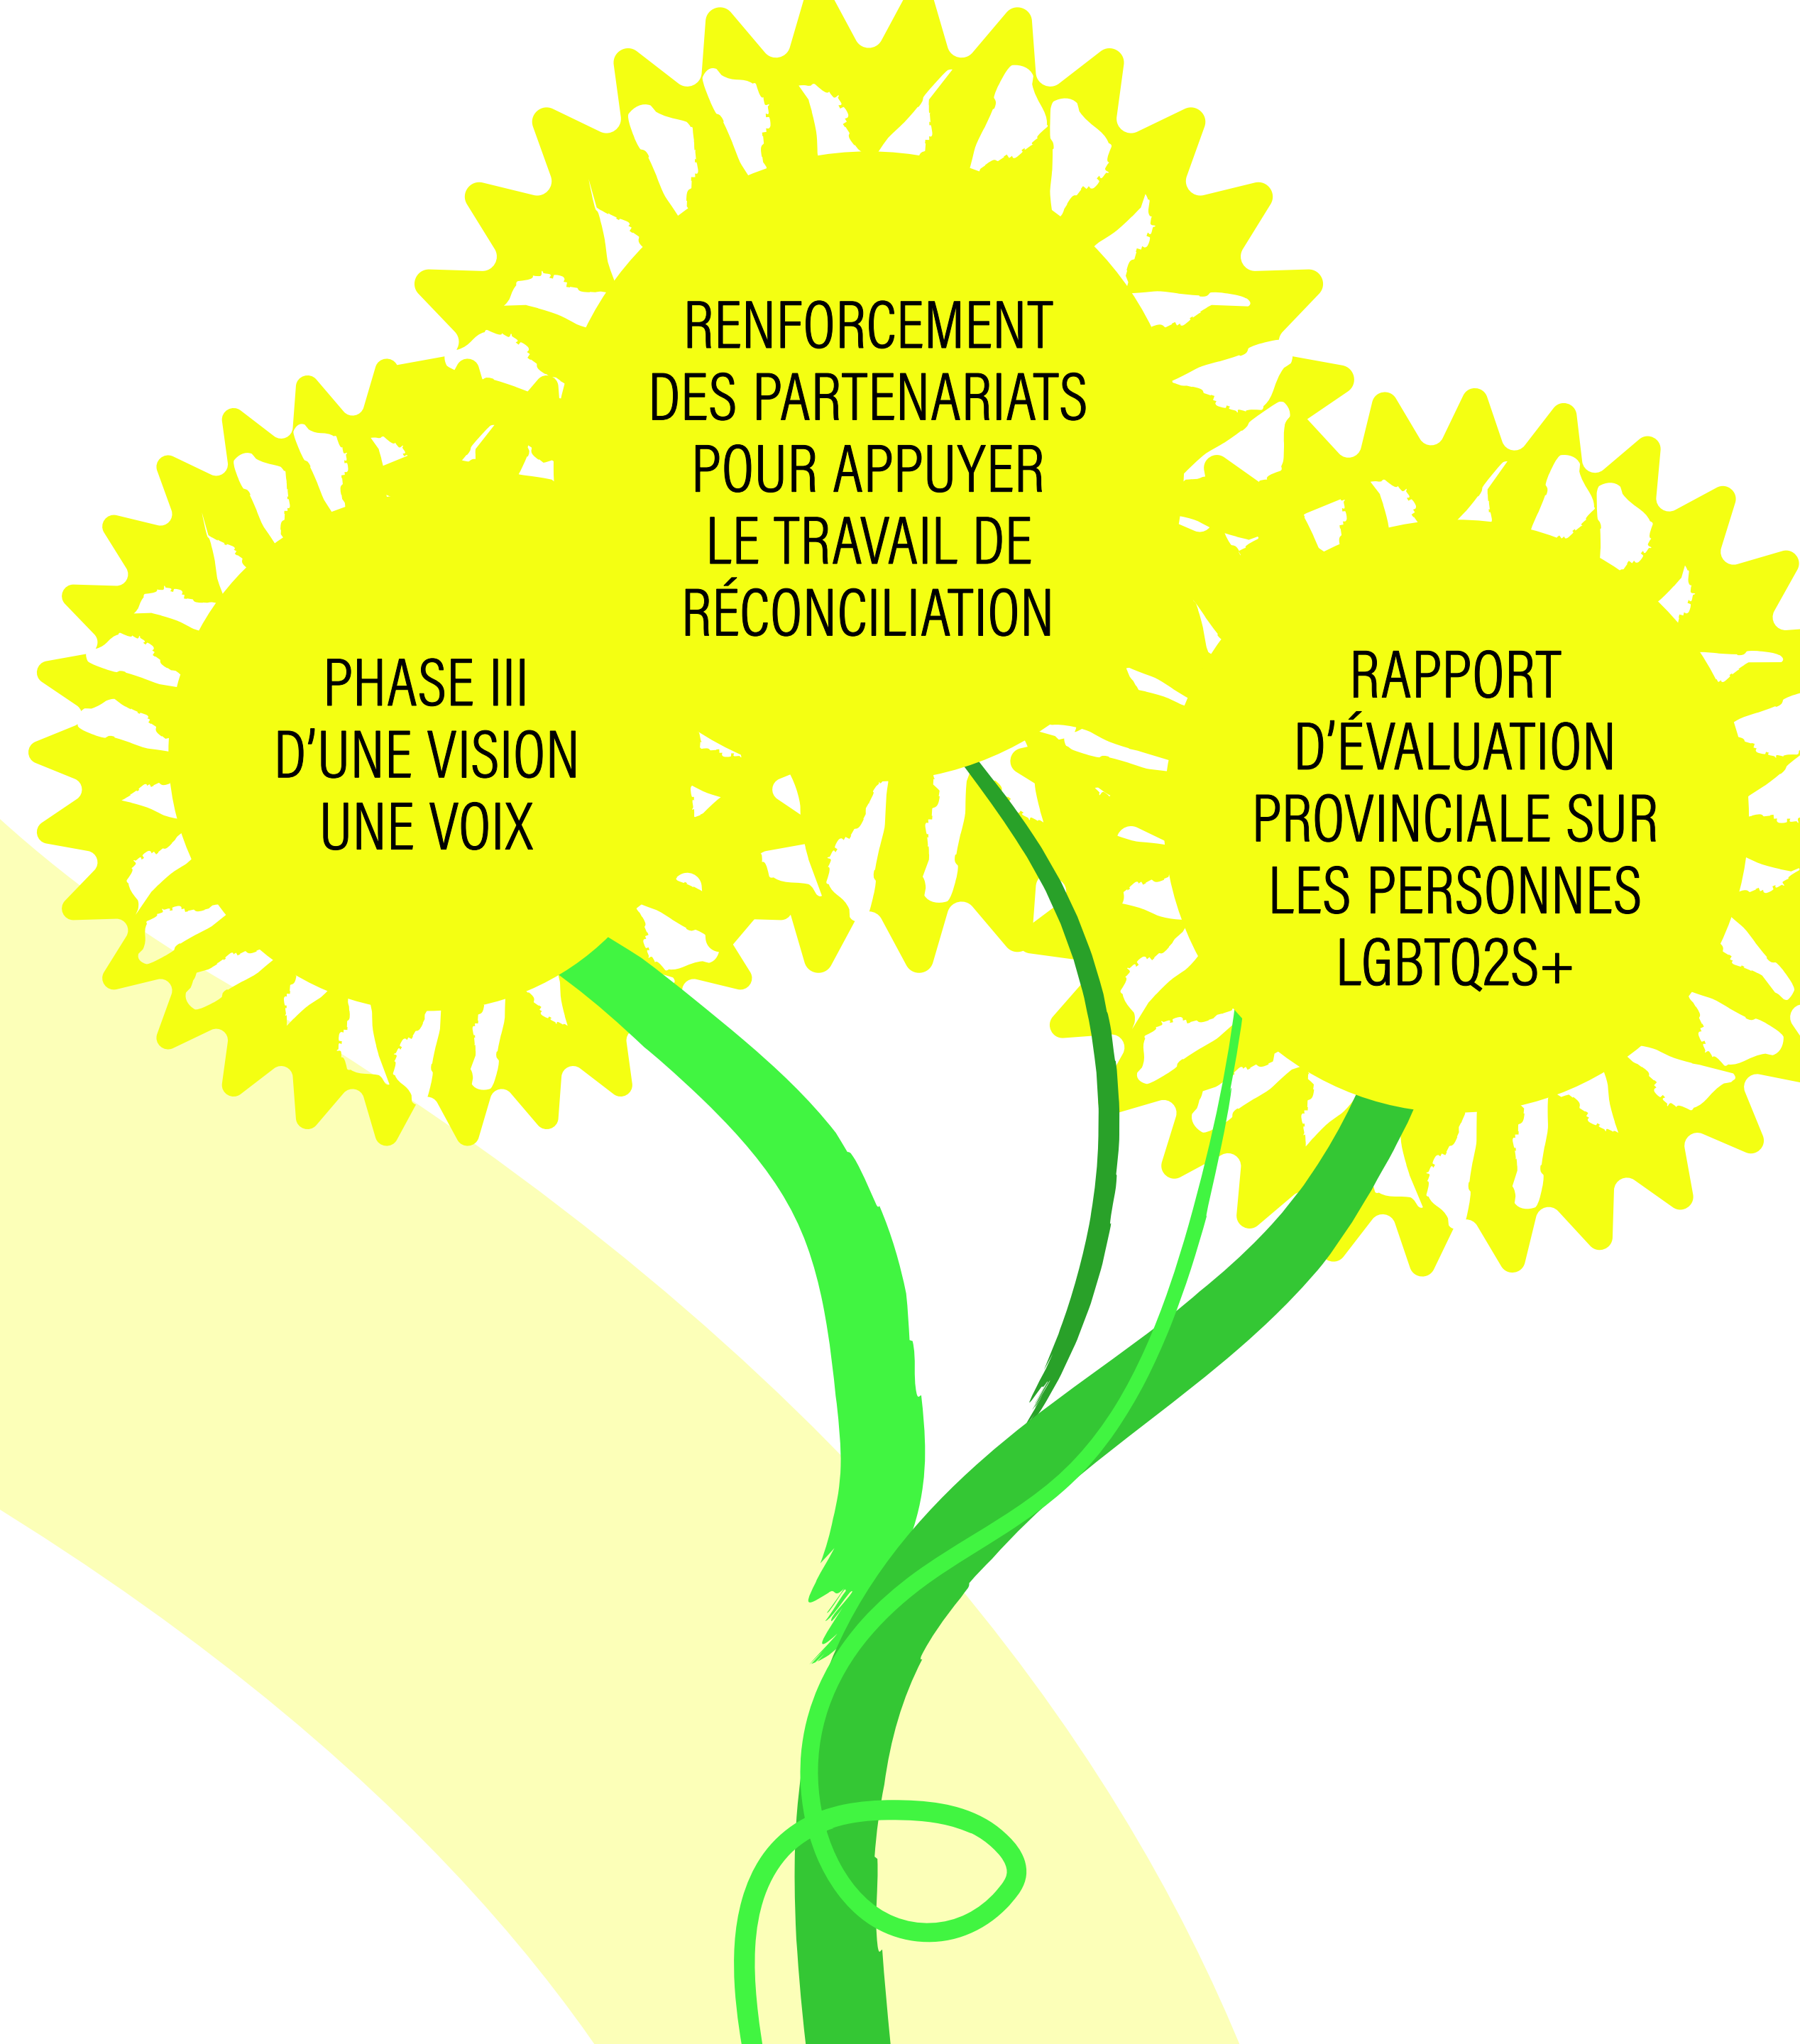 RENFORCEMENT
DES PARTENARIATS
POUR APPUYER
LE TRAVAIL DE
RÉCONCILIATION
PHASE III
D'UNE VISION
UNE VOIX
RAPPORT
D'ÉVALUATION
PROVINCIALE SUR
LES PERSONNES
LGBTQ2S+